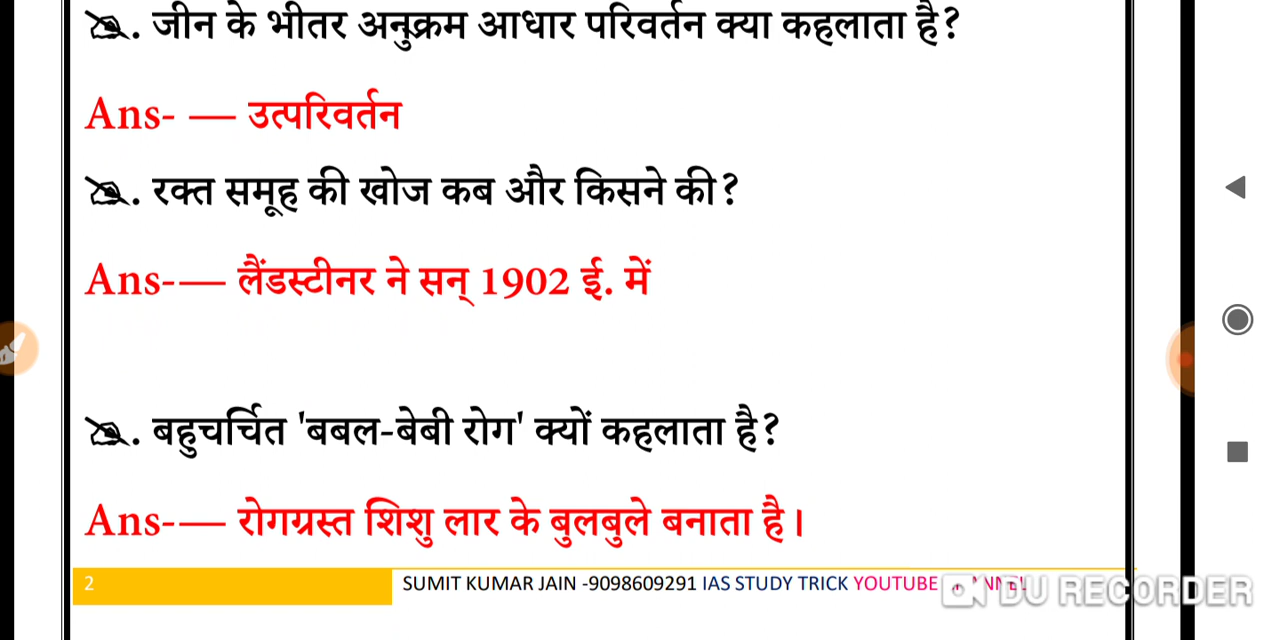 . जीन के भीतर अनुक्रम आधार परिवर्तन क्या कहलाता है?
Ans- — उत्परिवर्तन
. रक्त समूह की खोज कब और किसने की?
Ans-— लैंडस्टीनर ने सन् 1902 ई. में
. बहुचर्चित 'बबल-बेबी रोग' क्यों कहलाता है?
Ans-— रोगग्रस्त शिशु लार के बुलबुले बनाता है।
2 SUMIT KUMAR JAIN -9098609291 IAS STUDY TRICK YOUTUBE
DU RECORDER